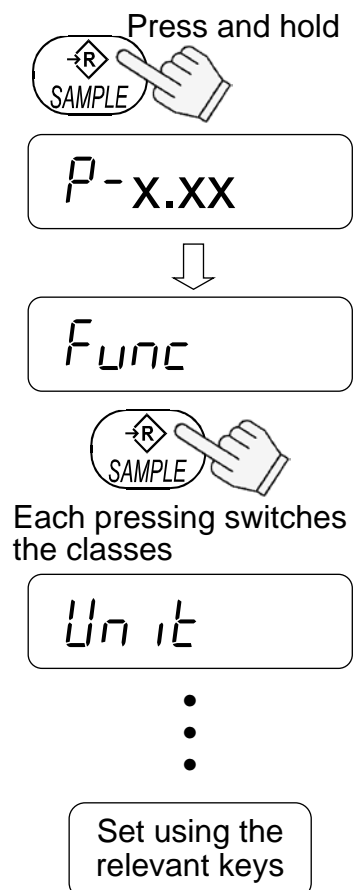 Press and hold
→R
SAMPLE
P-x.xx
Func
→R
SAMPLE
Each pressing switches
the classes
Unit
Set using the
relevant keys